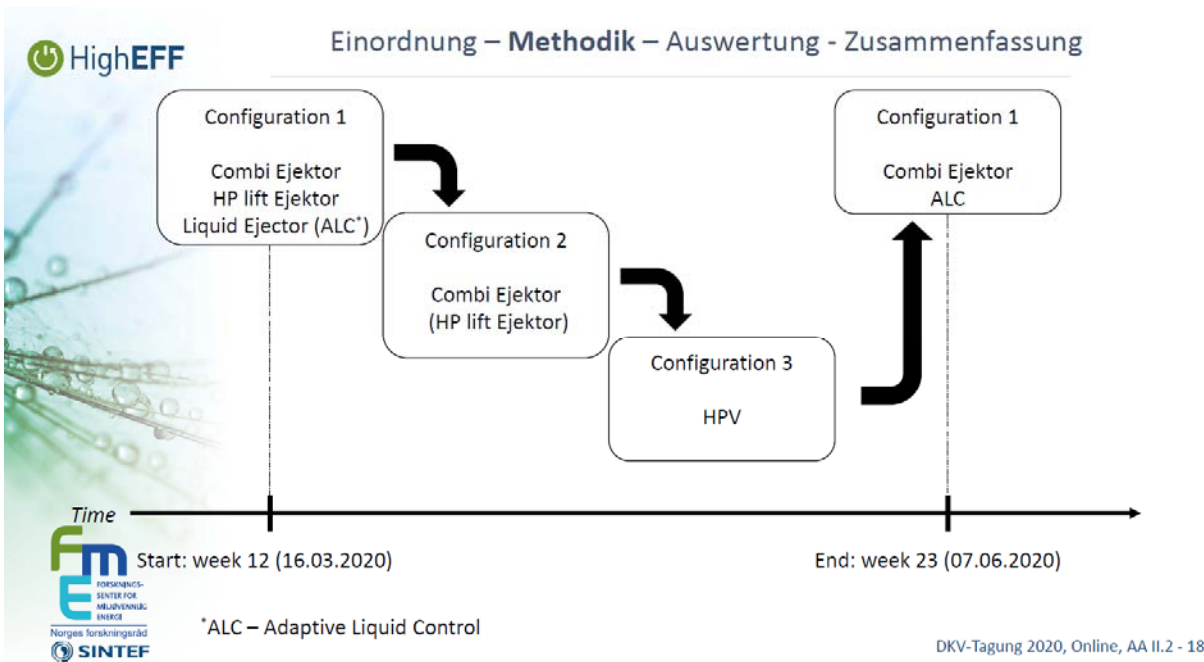 HighEFF
Einordnung – Methodik – Auswertung - Zusammenfassung
Configuration 1
Combi Ejektor
HP lift Ejektor
Liquid Ejector (ALC*)
Configuration 2
Combi Ejektor
(HP lift Ejektor)
Configuration 3
HPV
Configuration 1
Combi Ejektor
ALC
Time
Start: week 12 (16.03.2020)
End: week 23 (07.06.2020)
FmE
FORSKNINGS-
SENTER FOR
MILJØVENNLIG
ENERGI
Norges forskningsråd
SINTEF
*ALC – Adaptive Liquid Control
DKV-Tagung 2020, Online, AA II.2 - 18